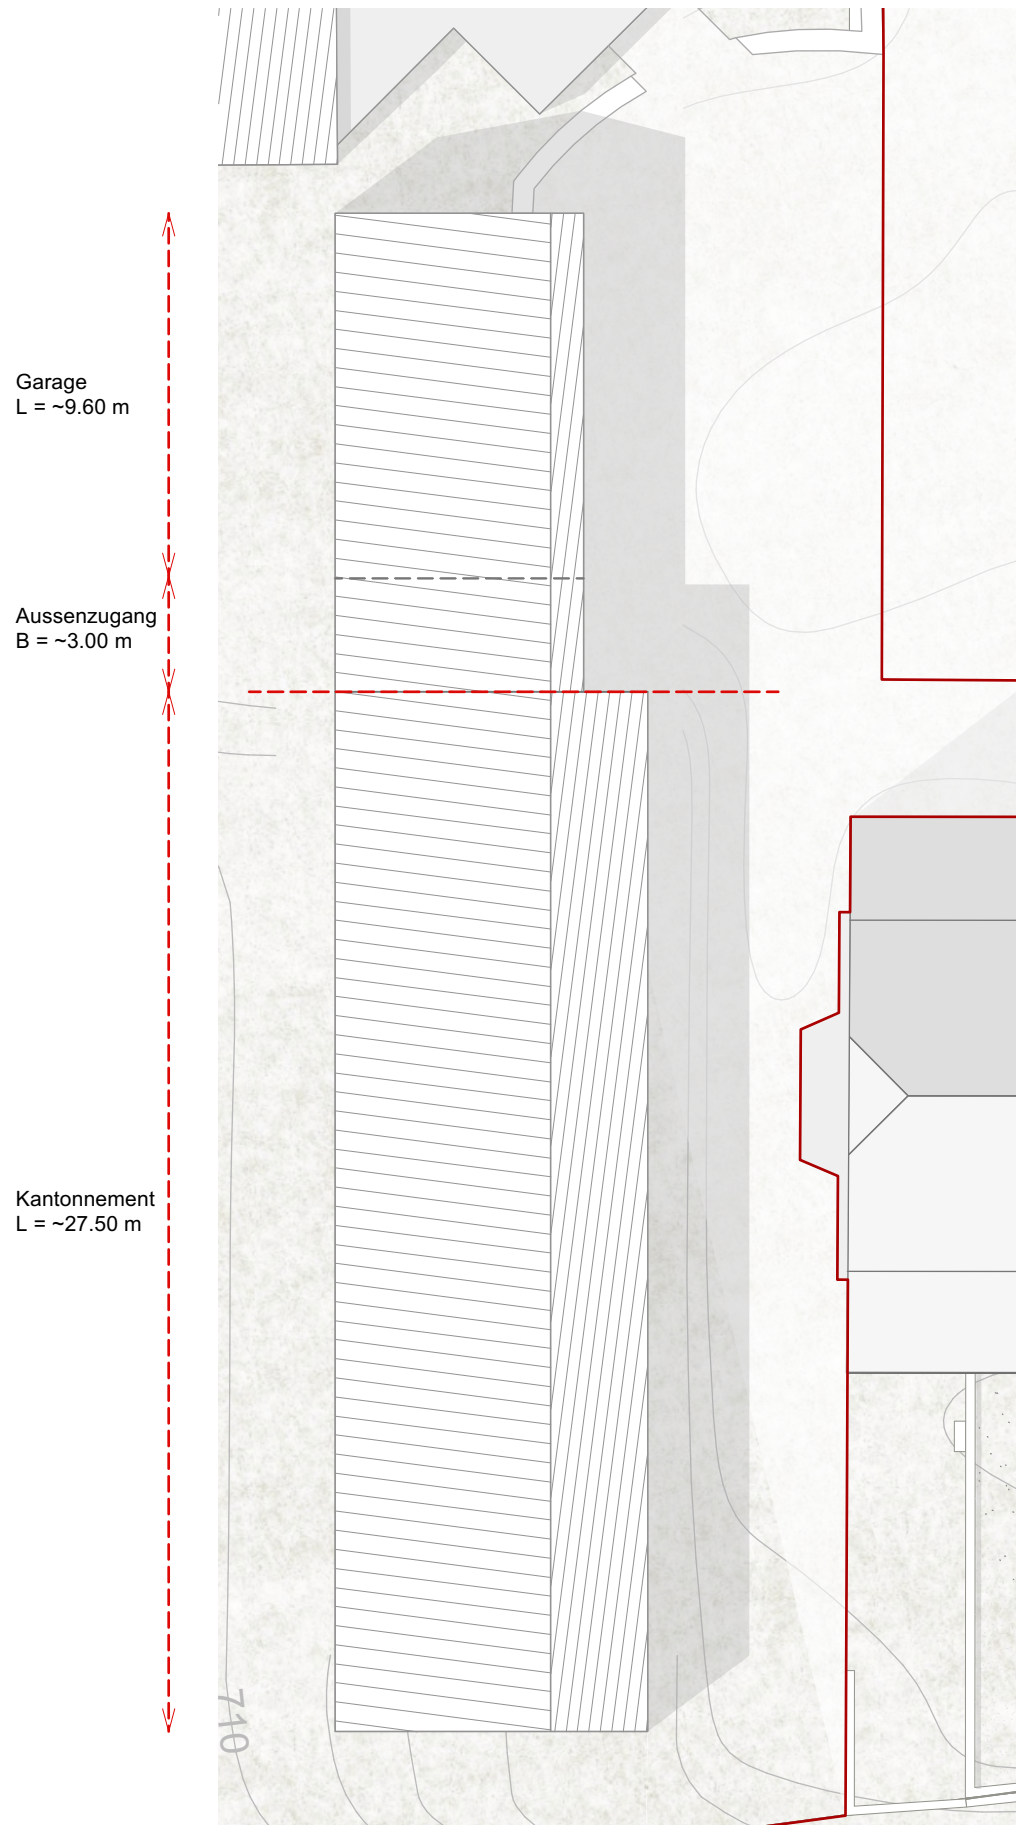 Garage
L = ~9.60 m
Aussenzugang
B = ~3.00 m
Kantonnement
L = ~27.50 m
710